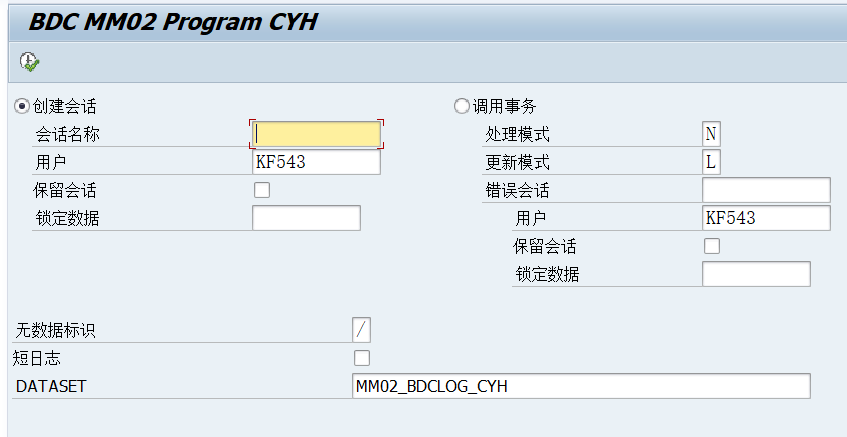 BDC MM02 Program CYH
创建会话
会话名称
用户 KF543
保留会话
锁定数据
调用事务
处理模式 N
更新模式 L
错误会话
用户 KF543
保留会话
锁定数据
无数据标识 /
短日志
DATASET MM02_BDCLOG_CYH